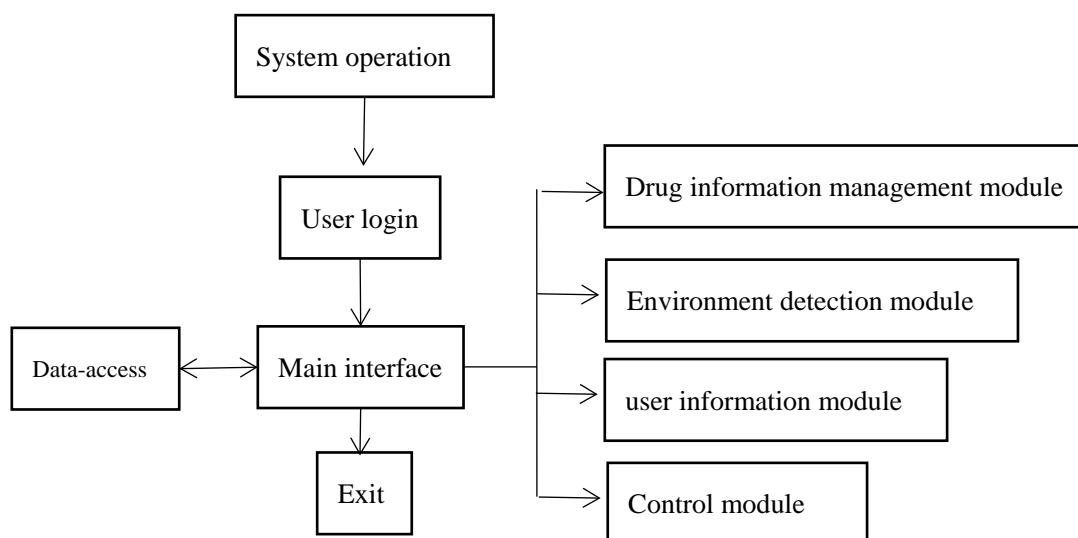 System operation
User login
Main interface
Data-access
Exit
Drug information management module
Environment detection module
user information module
Control module